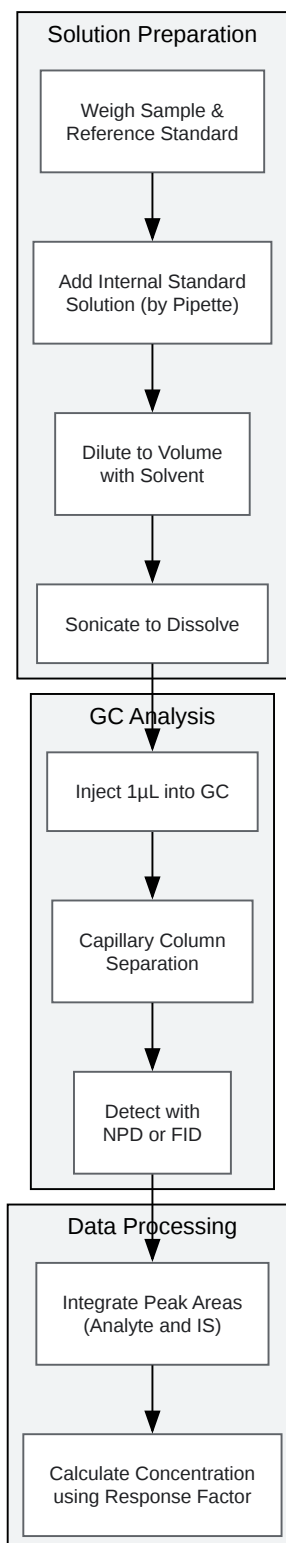 Solution Preparation
Weigh Sample &
Reference Standard
Add Internal Standard
Solution (by Pipette)
Dilute to Volume
with Solvent
Sonicate to Dissolve
GC Analysis
Inject 1µL into GC
Capillary Column
Separation
Detect with
NPD or FID
Data Processing
Integrate Peak Areas
(Analyte and IS)
Calculate Concentration
using Response Factor